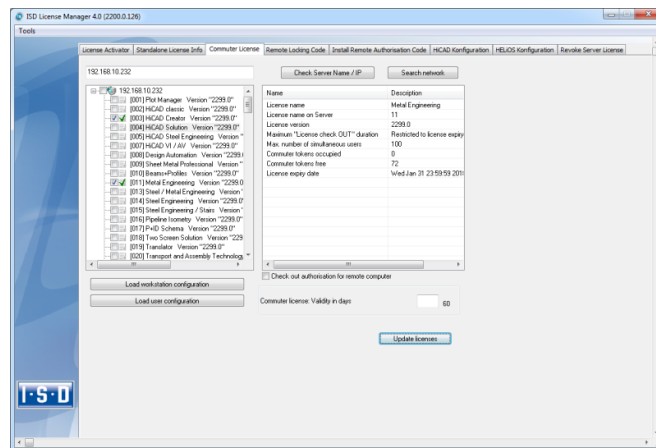 ISD License Manager 4.0 (2200.0.126)
Tools
License Activator Standalone License Info Commuter License Remote Locking Code Install Remote Authorisation Code HiCAD Konfiguration HELiOS Konfiguration Revoke Server License
192.168.10.232 Check Server Name / IP Search network
192.168.10.232
[001] Plot Manager Version "2299.0"
[002] HiCAD classic Version "2299.0"
[003] HiCAD Creator Version "2299.0"
[004] HiCAD Solution Version "2299.0"
[005] HiCAD Steel Engineering Version "
[007] HiCAD VI / AV Version "2299.0"
[008] Design Automation Version "2299.
[009] Sheet Metal Professional Version "
[010] Beams+Profiles Version "2299.0"
[011] Metal Engineering Version "2299.0
[013] Steel / Metal Engineering Version
[014] Steel Engineering Version "2299.0
[015] Steel Engineering / Stairs Version "
[016] Pipeline Isometry Version "2299.0"
[017] P+ID Schema Version "2299.0"
[018] Two Screen Solution Version "229
[019] Translator Version "2299.0"
[020] Transport and Assembly Technology
Name Description
License name Metal Engineering
License name on Server 11
License version 2299.0
Maximum "License check OUT" duration Restricted to license expiry
Max. number of simultaneous users 100
Commuter tokens occupied 0
Commuter tokens free 72
License expiry date Wed Jan 31 23:59:59 201
Check out authorisation for remote computer
Load workstation configuration
Load user configuration
Commuter license: Validity in days 60
Update licenses
I·S·D